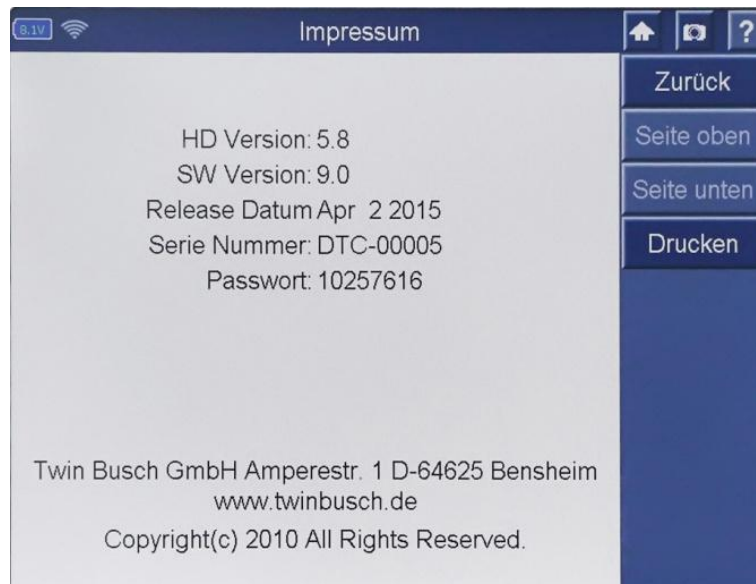 8.1V
Impressum
?
Zurück
Seite oben
Seite unten
Drucken
HD Version: 5.8
SW Version: 9.0
Release Datum Apr 2 2015
Serie Nummer: DTC-00005
Passwort: 10257616
Twin Busch GmbH Amperestr. 1 D-64625 Bensheim
www.twinbusch.de
Copyright(c) 2010 All Rights Reserved.